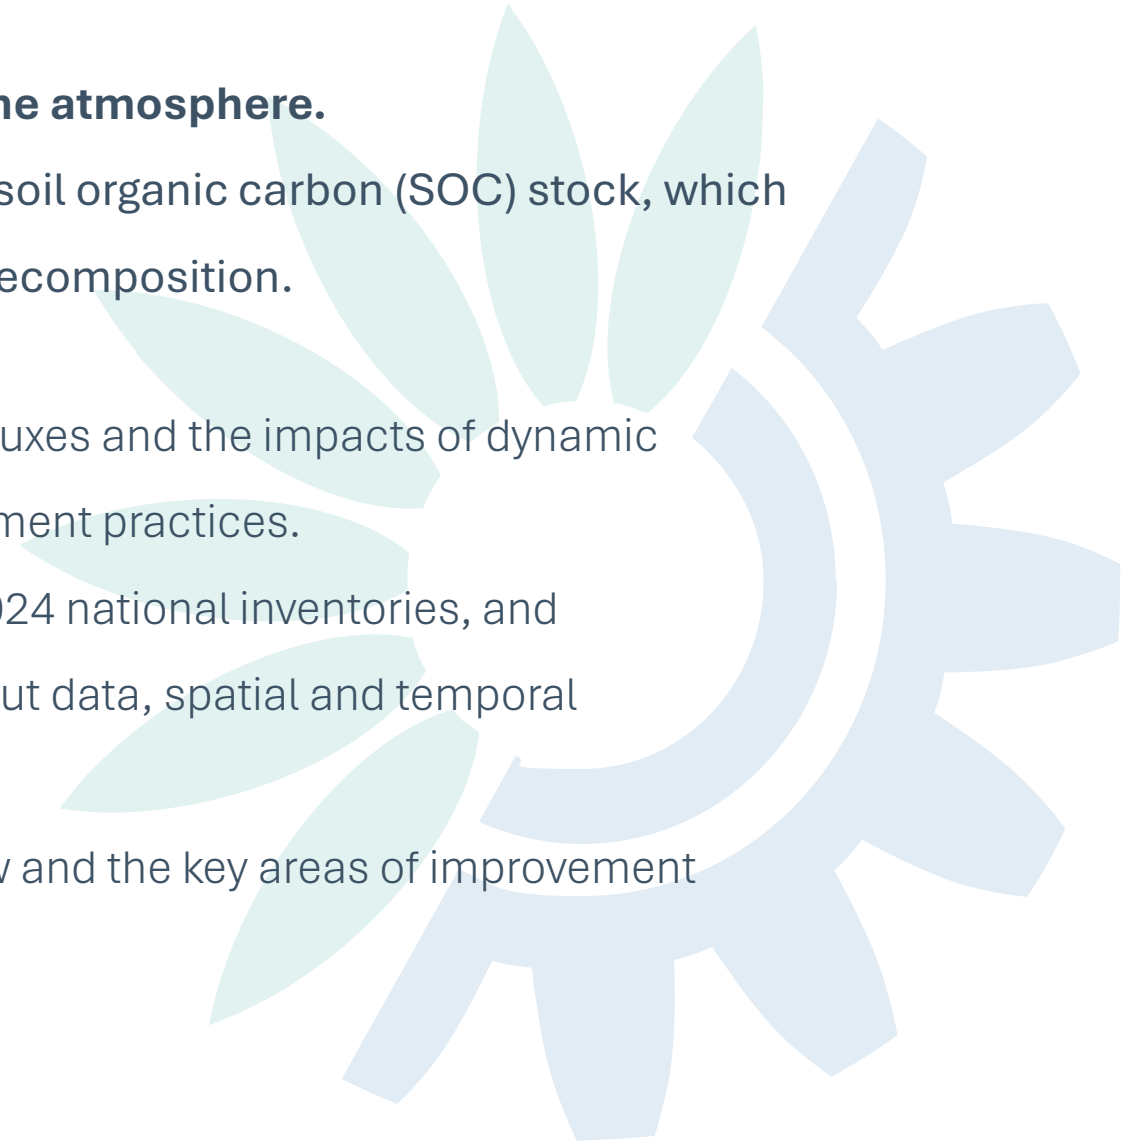 he atmosphere.
soil organic carbon (SOC) stock, which
ecomposition.
uxes and the impacts of dynamic
ment practices.
024 national inventories, and
ut data, spatial and temporal
and the key areas of improvement